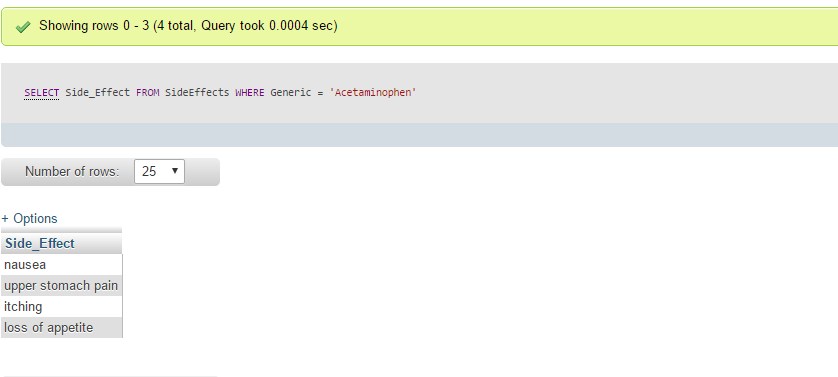 Showing rows 0 - 3 (4 total, Query took 0.0004 sec)
SELECT Side_Effect FROM SideEffects WHERE Generic = 'Acetaminophen'
Number of rows: 25
+ Options
Side_Effect
nausea
upper stomach pain
itching
loss of appetite